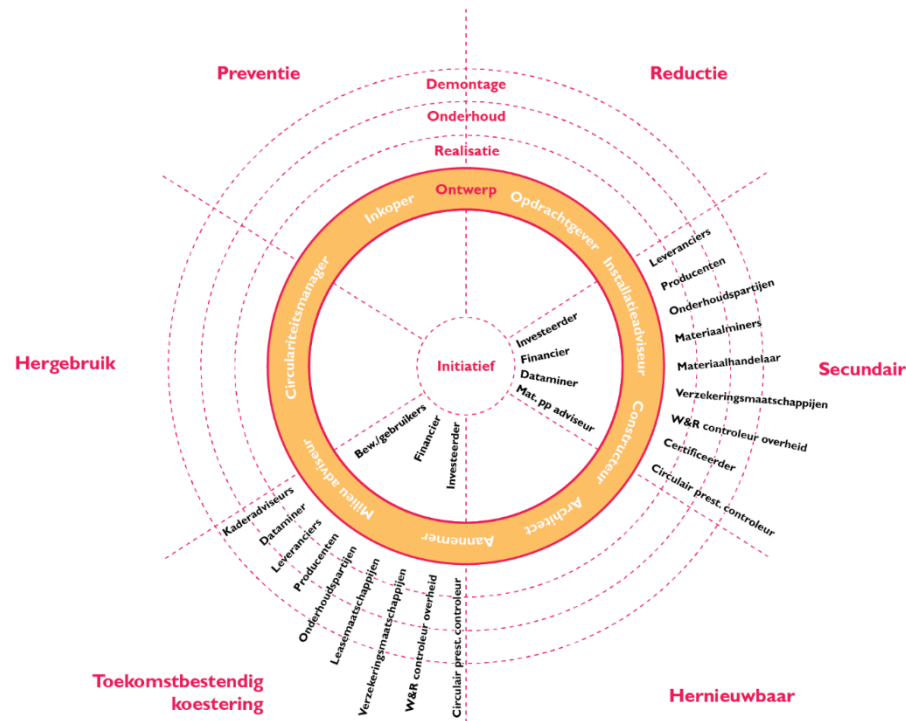 Preventie
Reductie
Demontage
Onderhoud
Realisatie
Ontwerp
Inkoper
Opdrachtgever
Circulariteitsmanager
Installatieadviseur
Leveranciers
Producenten
Onderhoudspartijen
Materiaalminers
Materiaalhandelaar
Verzekeringsmaatschappijen
W&R controleur overheid
Certificeerder
Circulair prest. controleur
Hergebruik
Secundair
Initiatief
Investeerder
Financier
Dataminer
Mat. pp adviseur
Bew./gebruikers
Financier
Investeerder
Constructeur
Milieu adviseur
Architect
Aannemer
Kaderadviseurs
Dataminer
Leveranciers
Producenten
Onderhoudspartijen
Leasemaatschappijen
Verzekeringsmaatschappijen
W&R controleur overheid
Circulair prest. controleur
Toekomstbestendig
koestering
Hernieuwbaar